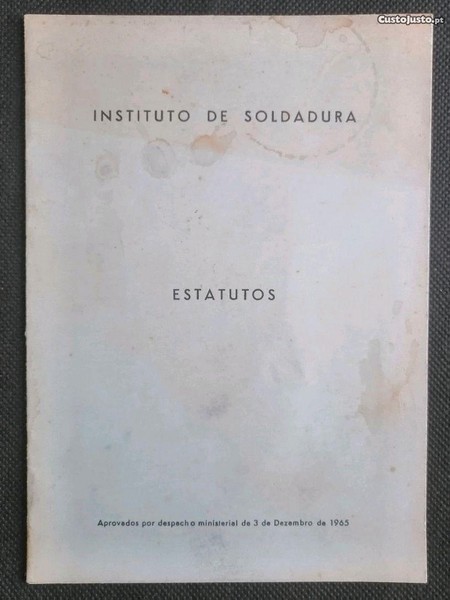 CustoJusto.pt
INSTITUTO DE SOLDADURA
ESTATUTOS
Aprovados por despacho ministerial de 3 de Dezembro de 1965